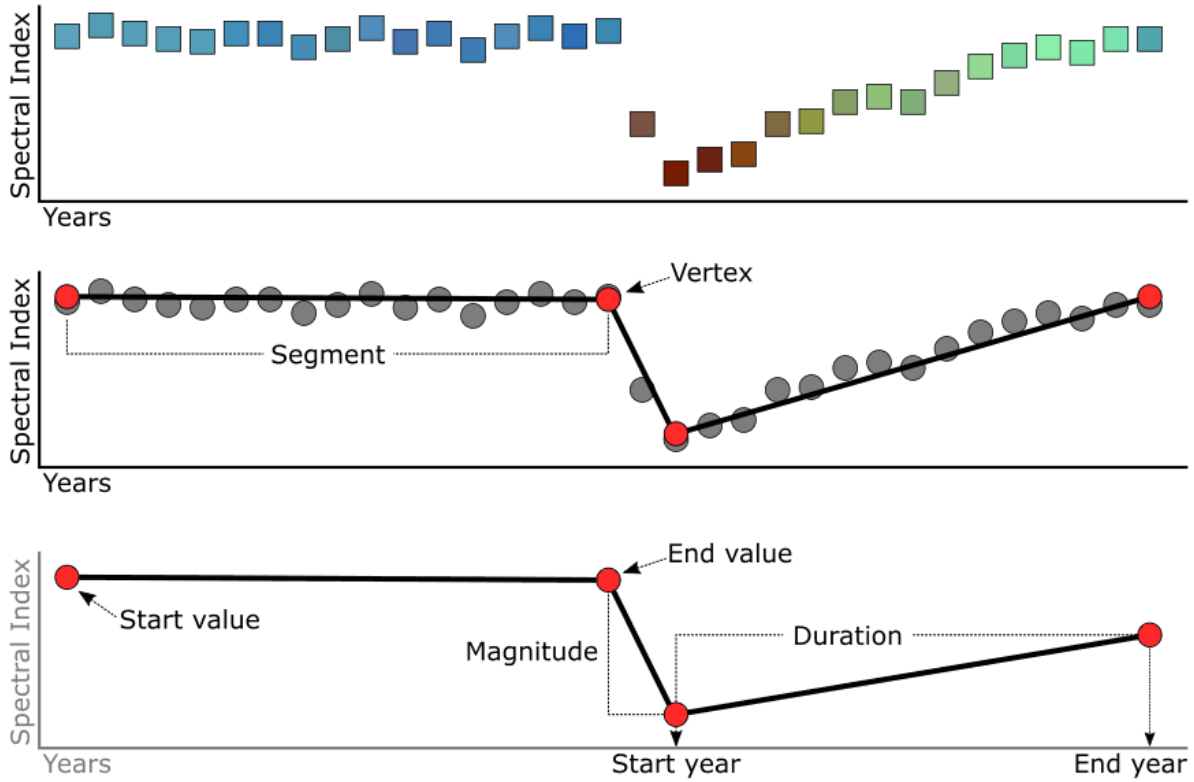 Spectral Index
Years
Spectral Index
Vertex
Segment
Years
Spectral Index
End value
Start value
Magnitude
Duration
Years
Start year
End year